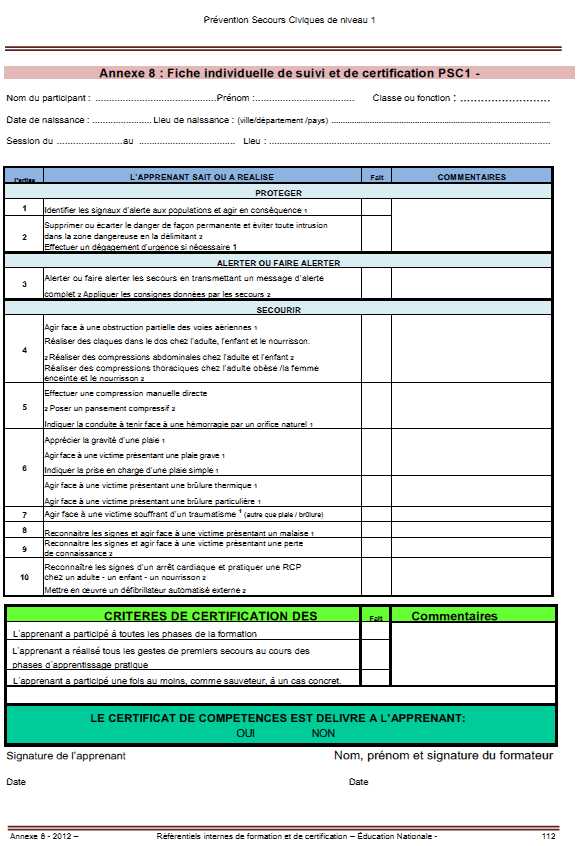 Prévention Secours Civiques de niveau 1
Annexe 8 : Fiche individuelle de suivi et de certification PSC1 -
Nom du participant : .............................................Prénom :..................................... Classe ou fonction : ..........................
Date de naissance : ...................... Lieu de naissance : (ville/département /pays) ....................................................................................
Session du ........................au .................................... Lieu : .........................................................................................................
Parties L'APPRENANT SAIT OU A REALISE Fait COMMENTAIRES
PROTEGER
1 Identifier les signaux d'alerte aux populations et agir en conséquence 1
2 Supprimer ou écarter le danger de façon permanente et éviter toute intrusion
dans la zone dangereuse en la délimitant 2
Effectuer un dégagement d'urgence si nécessaire 1
ALERTER OU FAIRE ALERTER
3 Alerter ou faire alerter les secours en transmettant un message d'alerte
complet 2 Appliquer les consignes données par les secours 2
SECOURIR
4 Agir face à une obstruction partielle des voies aériennes 1
Réaliser des claques dans le dos chez l'adulte, l'enfant et le nourrison.
2 Réaliser des compressions abdominales chez l'adulte et l'enfant 2
Réaliser des compressions thoraciques chez l'adulte obèse /la femme
enceinte et le nourrison 2
5 Effectuer une compression manuelle directe
2 Poser un pansement compressif 2
Indiquer la conduite à tenir face à une hémorragie par un orifice naturel 1
6 Apprécier la gravité d'une plaie 1
Agir face à une victime présentant une plaie grave 1
Indiquer la prise en charge d'une plaie simple 1
Agir face à une victime présentant une brûlure thermique 1
Agir face à une victime présentant une brûlure particulière 1
7 Agir face à une victime souffrant d'un traumatisme 1 (autre que plaie / brûlure)
8 Reconnaitre les signes et agir face à une victime présentant un malaise 1
9 Reconnaitre les signes et agir face à une victime présentant une perte
de connaissance 2
10 Reconnaître les signes d'un arrêt cardiaque et pratiquer une RCP
chez un adulte - un enfant - un nourrison 2
Mettre en œuvre un défibrillateur automatisé externe 2
CRITERES DE CERTIFICATION DES Fait Commentaires
L'apprenant a participé á toutes les phases de la formation
L'apprenant a réalisé tous les gestes de premiers secours au cours des
phases d'apprentissage pratique
L'apprenant a participé une fois au moins, comme sauveteur, á un cas concret.
LE CERTIFICAT DE COMPETENCES EST DELIVRE A L'APPRENANT:
OUI NON
Signature de l'apprenant Nom, prénom et signature du formateur
Date Date
Annexe 8 - 2012 – Référentiels internes de formation et de certification – Éducation Nationale - 112